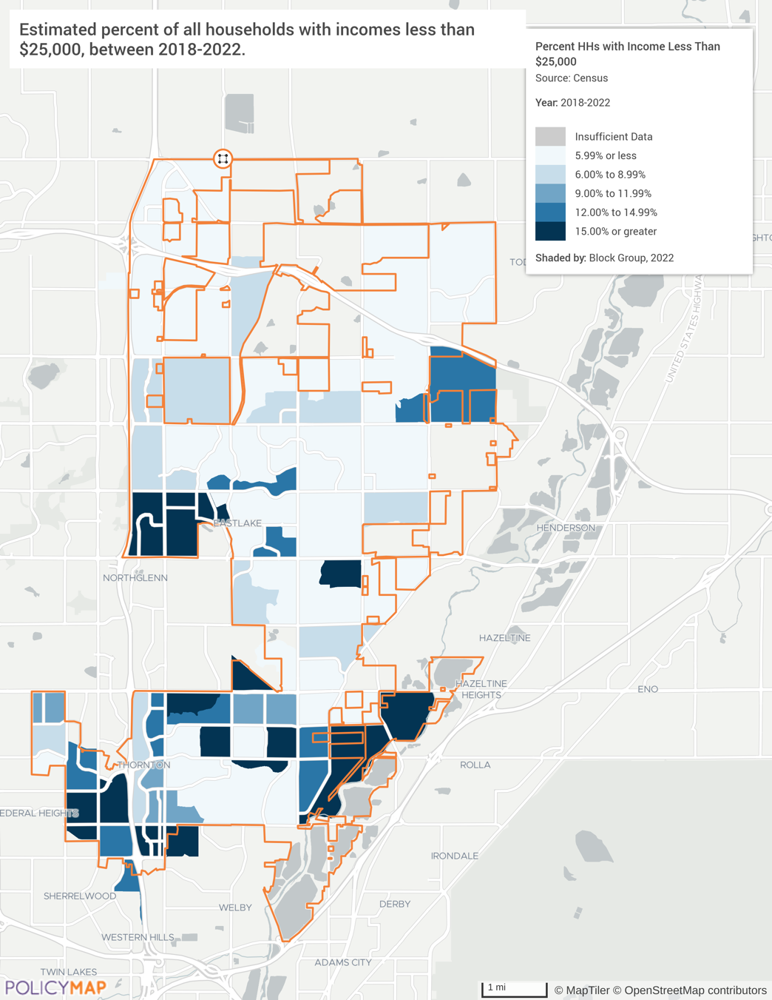 Estimated percent of all households with incomes less than
$25,000, between 2018-2022.
Percent HHs with Income Less Than
$25,000
Source: Census
Year: 2018-2022
Insufficient Data
5.99% or less
6.00% to 8.99%
9.00% to 11.99%
12.00% to 14.99%
15.00% or greater
Shaded by: Block Group, 2022
UNITED STATES HIGHWA
EASTLAKE
HENDERSON
NORTHGLENN
HAZELTINE
HAZELTINE
HEIGHTS
ENO
THORNTON
ROLLA
EDERAL HEIGHTS
IRONDALE
SHERRELWOOD
WELBY
DERBY
WESTERN HILLS
ADAMS CITY
TWIN LAKES
POLICYMAP
1 mi
© MapTiler © OpenStreetMap contributors